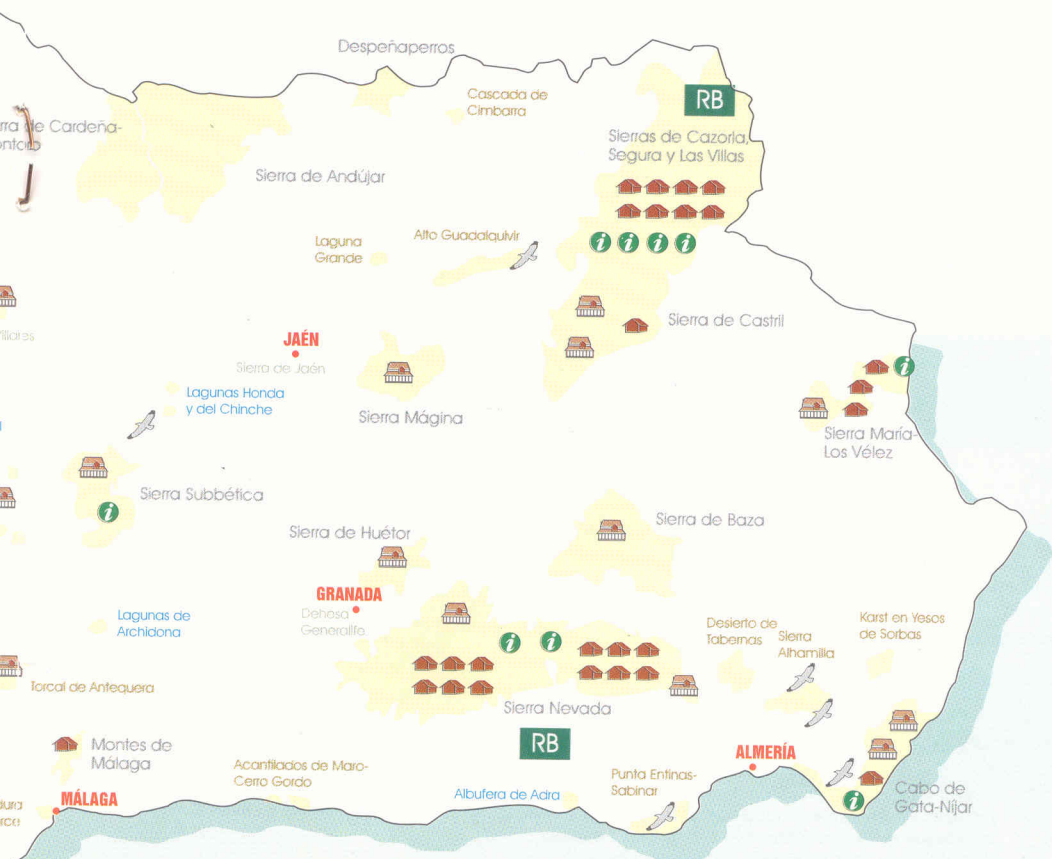 Despeñaperros
Cascada de
Cimbarra
RB
rra de Cardeña-
Sierras de Cazorla,
Segura y Las Villas
Sierra de Andújar
Laguna
Grande
Alto Guadalquivir
Sierra de Castril
JAÉN
Sierra de Jaén
Lagunas Honda
y del Chinche
Sierra Mágina
Sierra María-
Los Vélez
Sierra Subbética
Sierra de Huétor
Sierra de Baza
GRANADA
Dehesa
Generalife
Lagunas de
Archidona
Desierto de
Tabernas
Sierra
Alhamilla
Karst en Yesos
de Sorbas
Torcal de Antequera
Sierra Nevada
RB
Montes de
Málaga
Acantilados de Maro-
Cerro Gordo
Albufera de Adra
Punta Entinas-
Sabinar
ALMERÍA
Cabo de
Gata-Níjar
MÁLAGA